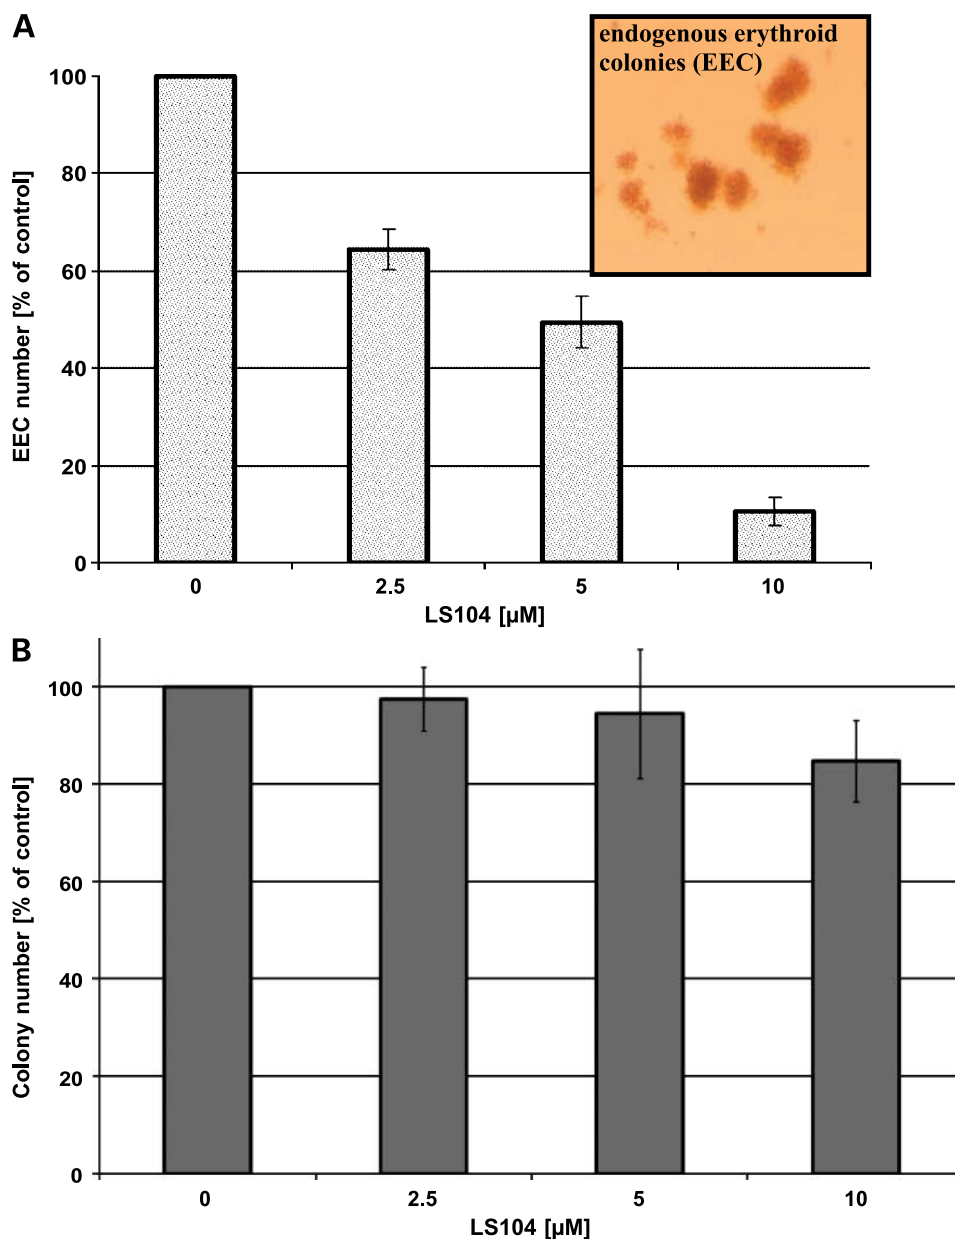 A
endogenous erythroid
colonies (EEC)
EEC number [% of control]
100
80
60
40
20
0
0 2.5 5 10
LS104 [µM]
B
Colony number [% of control]
100
80
60
40
20
0
0 2.5 5 10
LS104 [µM]